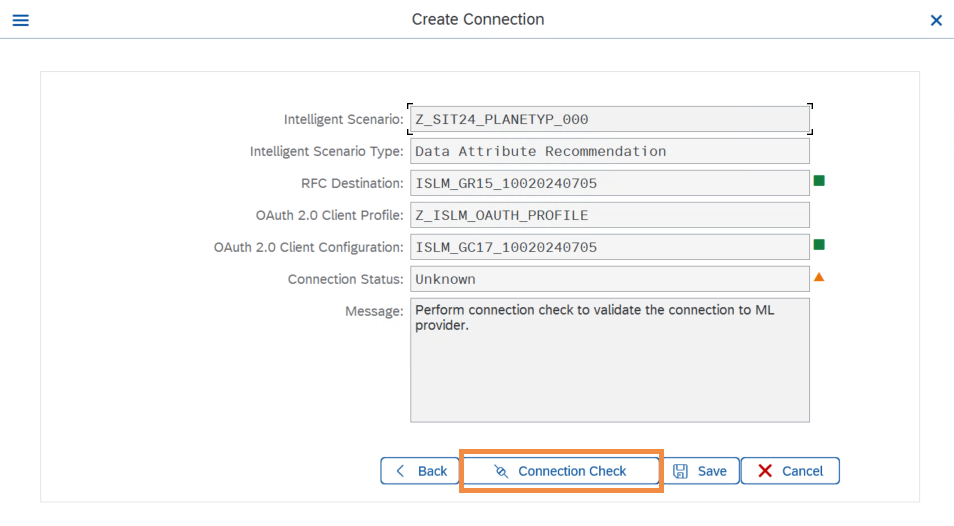 Create Connection
Intelligent Scenario: Z_SIT24_PLANETYP_000
Intelligent Scenario Type: Data Attribute Recommendation
RFC Destination: ISLM_GR15_10020240705
OAuth 2.0 Client Profile: Z_ISLM_OAUTH_PROFILE
OAuth 2.0 Client Configuration: ISLM_GC17_10020240705
Connection Status: Unknown
Message: Perform connection check to validate the connection to ML
provider.
Back Connection Check Save Cancel